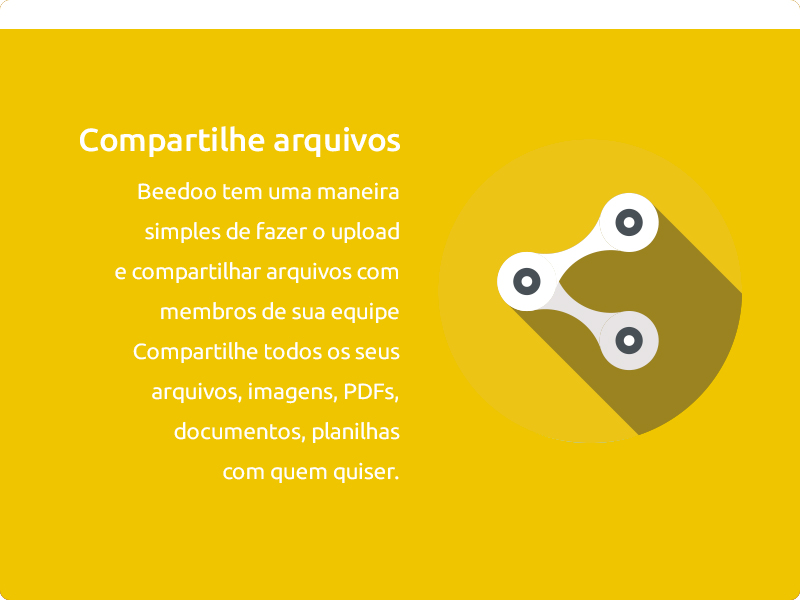 Compartilhe arquivos
Beedoo tem uma maneira
simples de fazer o upload
e compartilhar arquivos com
membros de sua equipe
Compartilhe todos os seus
arquivos, imagens, PDFs,
documentos, planilhas
com quem quiser.